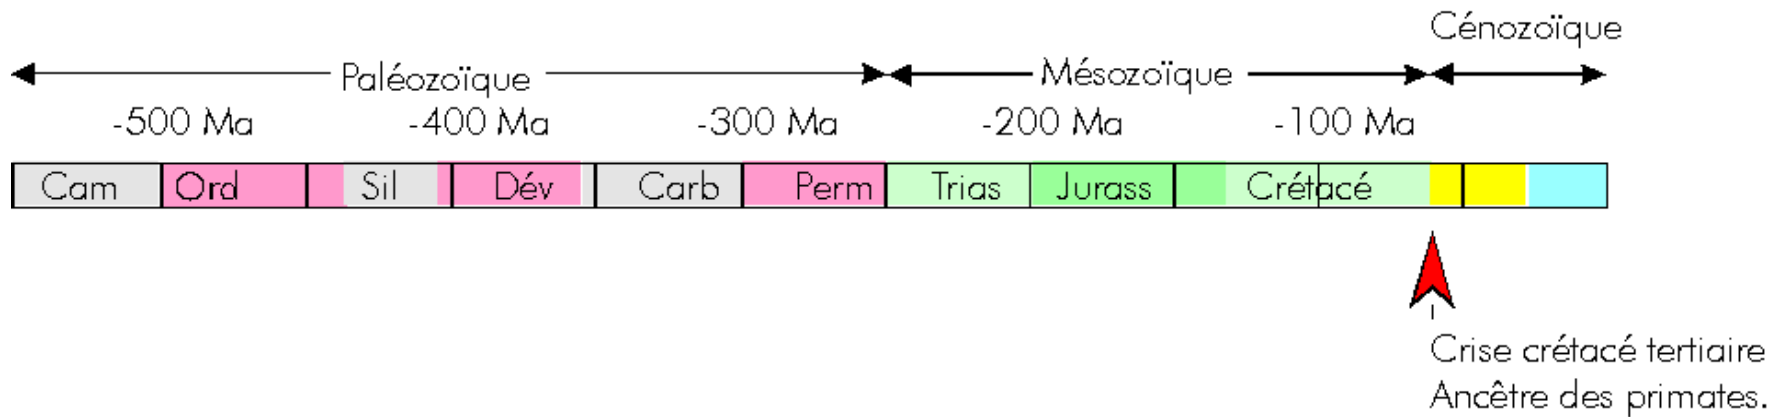 Cénozoïque
Paléozoïque Mésozoïque
-500 Ma -400 Ma -300 Ma -200 Ma -100 Ma
Cam Ord Sil Dév Carb Perm Trias Jurass Crétacé
Crise crétacé tertiaire
Ancêtre des primates.